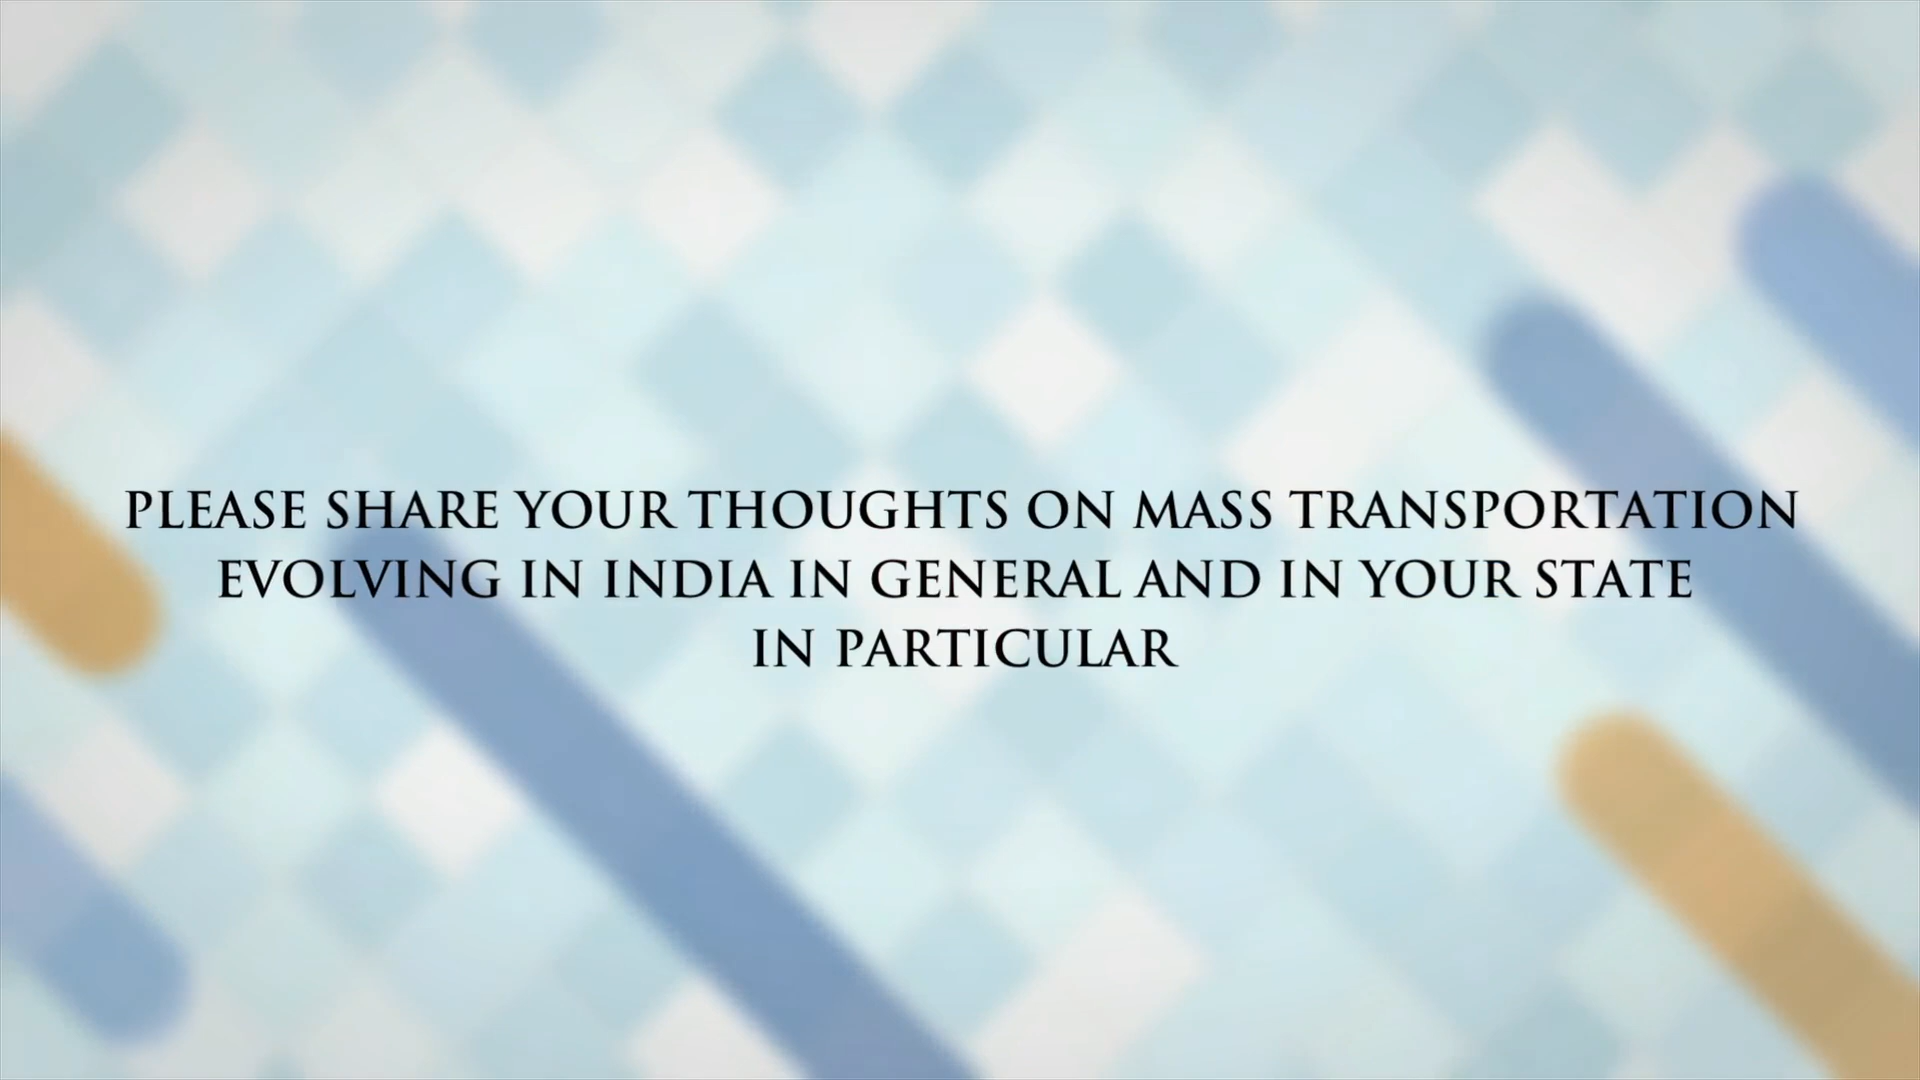 PLEASE SHARE YOUR THOUGHTS ON MASS TRANSPORTATION
EVOLVING IN INDIA IN GENERAL AND IN YOUR STATE
IN PARTICULAR